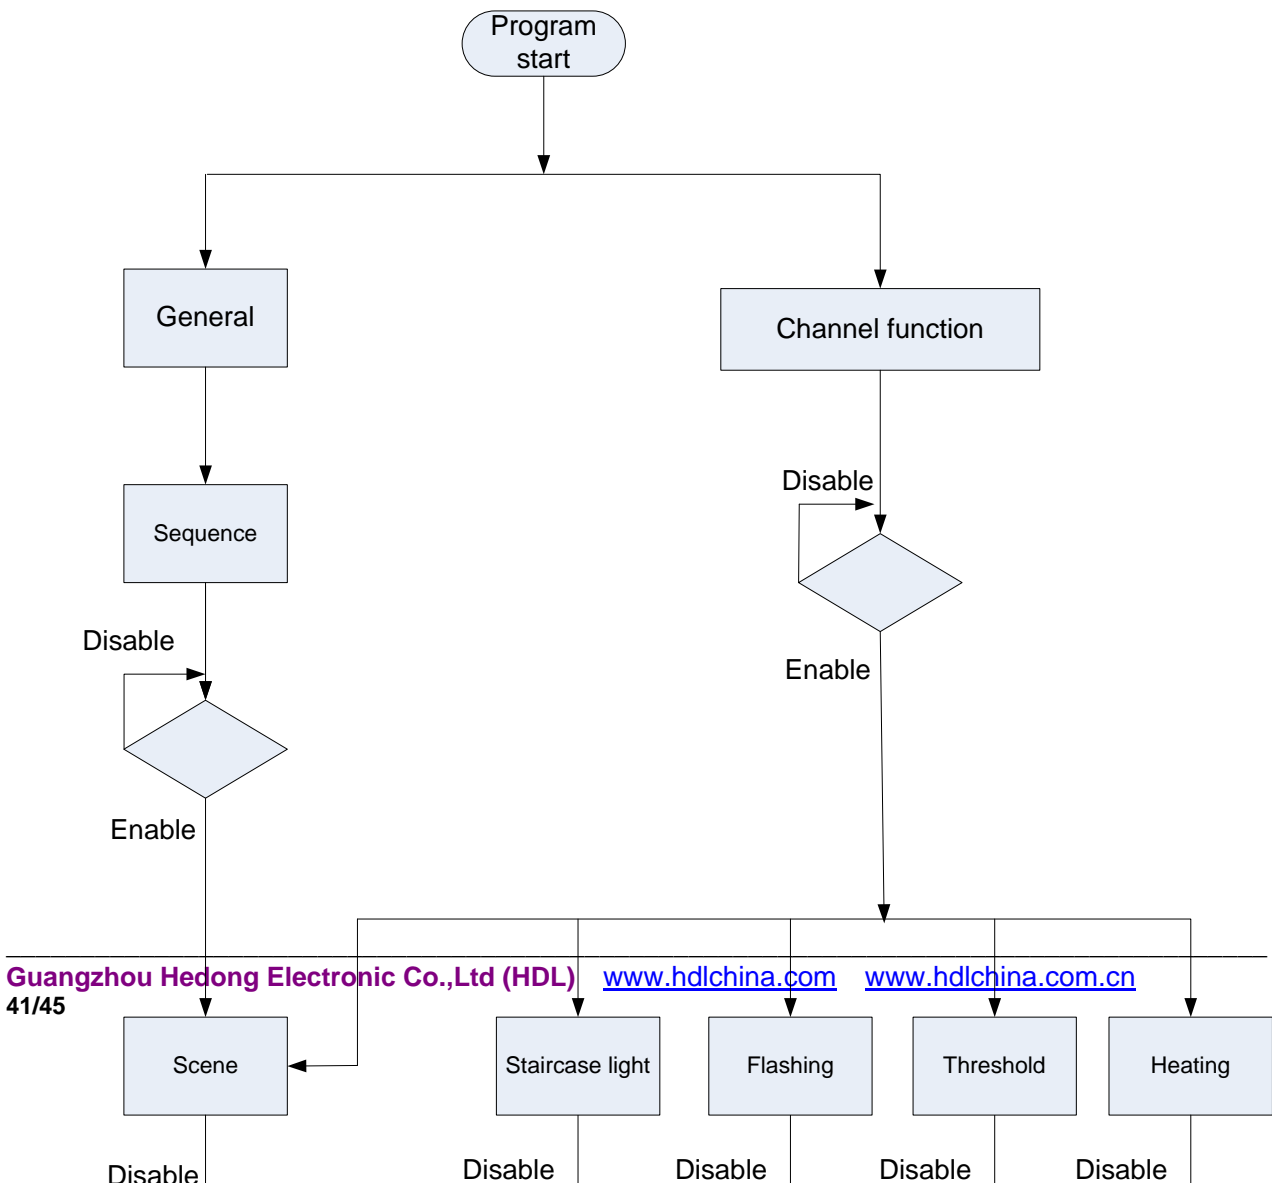 Program
start
General
Channel function
Disable
Sequence
Disable
Enable
Enable
Guangzhou Hedong Electronic Co.,Ltd (HDL) www.hdlchina.com www.hdlchina.com.cn
41/45
Scene
Staircase light
Flashing
Threshold
Heating
Disable
Disable
Disable
Disable
Disable